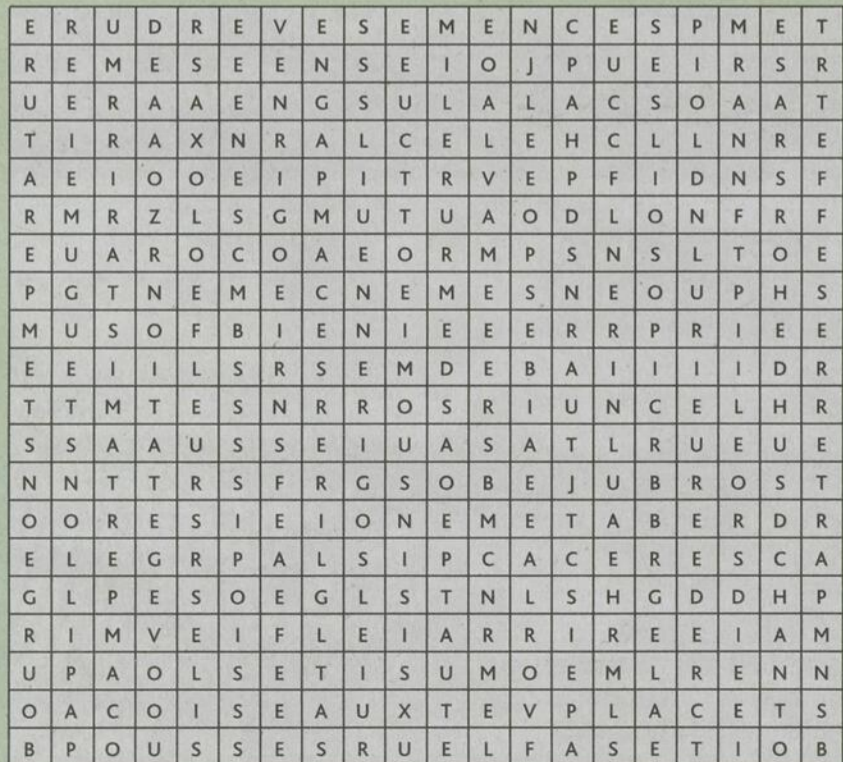 E R U D R E V E S E M E N C E S P M E T
R E M E S E E N S E I O J P U E I R S R
U E R A A E N G S U L A L A C S O A A T
T I R A X N R A L C E L E H C L L N R E
A E I O O E I P I T R V E P F I D N S F
R M R Z L S G M U T U A O D L O N F R F
E U A R O C O A E O R M P S N S L T O E
P G T N E M E C N E M E S N E O U P H S
M U S O F B I E N I E E E R R P R I E E
E E I I L S R S E M D E B A I I I I D R
T T M T E S N R R O S R I U N C E L H R
S S A A U S S E I U A S A T L R U E U E
N N T T R S F R G S O B E J U B R O S T
O O R E S I E I O N E M E T A B E R D R
E L E G R P A L S I P C A C E R E S C A
G L P E S O E G L S T N L S H G D D H P
R I M V E I F L E I A R R I R E E I A M
U P A O L S E T I S U M O E M L R E N N
O A C O I S E A U X T E V P L A C E T S
B P O U S S E S R U E L F A S E T I O B